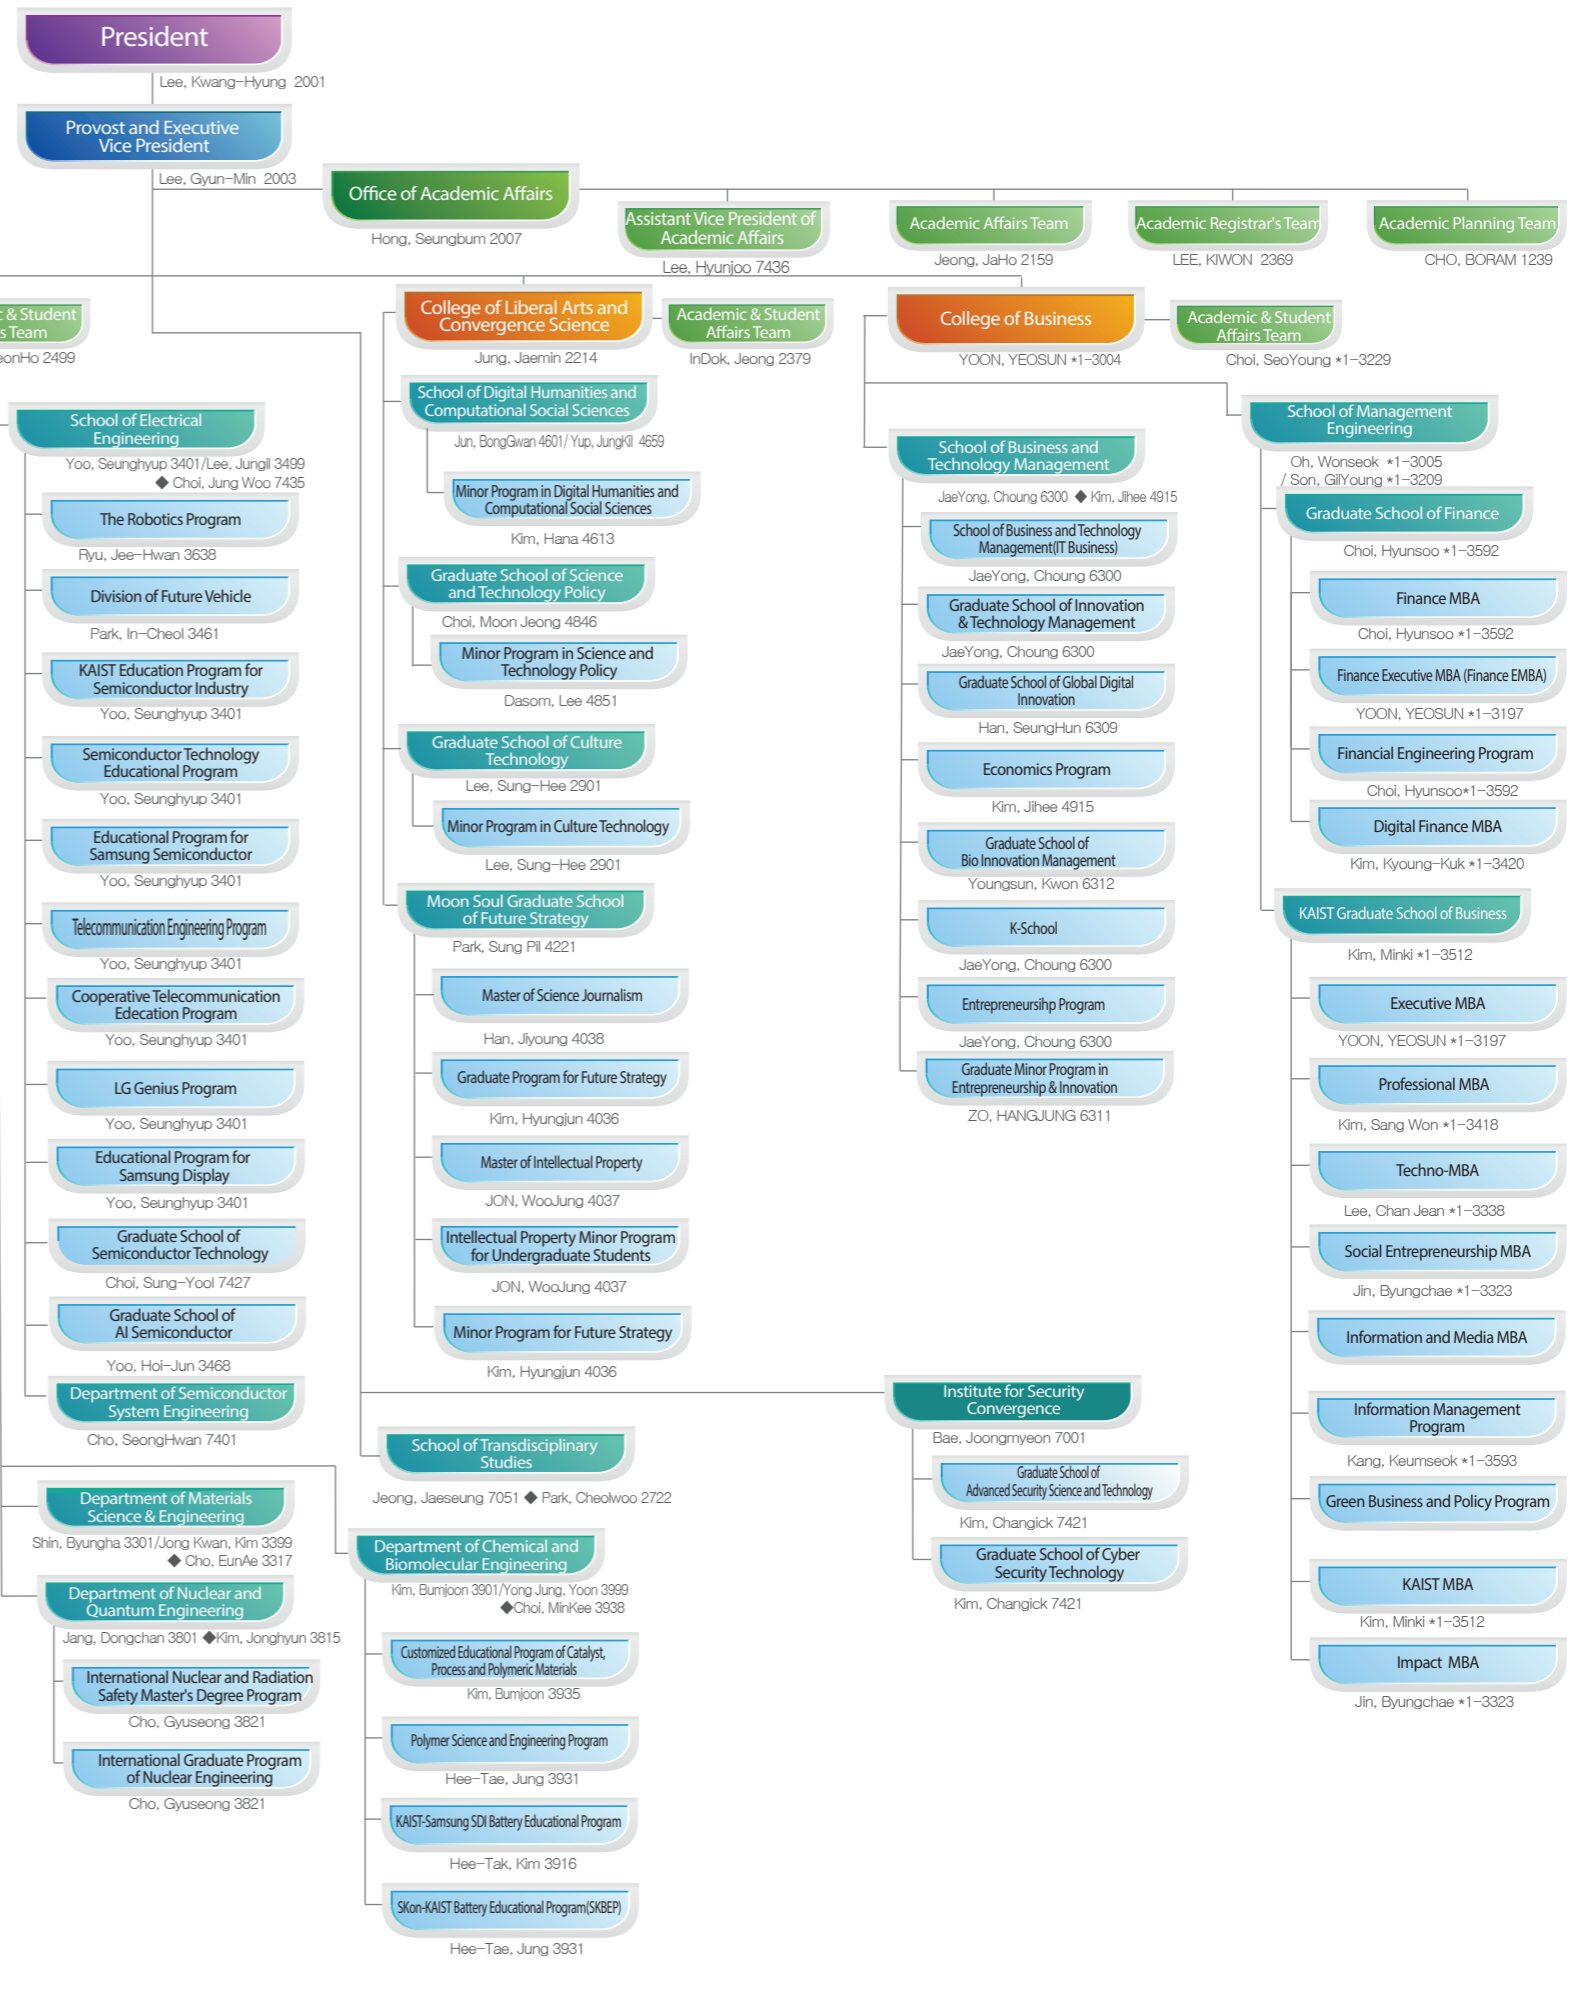 President
Lee, Kwang-Hyung 2001
Provost and Executive
Vice President
Lee, Gyun-Min 2003
Office of Academic Affairs
Hong, Seungbum 2007
Assistant Vice President of
Academic Affairs
Lee, Hyunjoo 7436
Academic Affairs Team
Jeong, JaHo 2159
Academic Registrar's Team
LEE, KIWON 2369
Academic Planning Team
CHO, BORAM 1239
& Student
s Team
onHo 2499
College of Liberal Arts and
Convergence Science
Jung, Jaemin 2214
Academic & Student
Affairs Team
InDok, Jeong 2379
College of Business
YOON, YEOSUN *1-3004
Academic & Student
Affairs Team
Choi, SeoYoung *1-3229
School of Electrical
Engineering
Yoo, Seunghyup 3401/Lee, Jungil 3499
◆ Choi, Jung Woo 7435
The Robotics Program
Ryu, Jee-Hwan 3638
Division of Future Vehicle
Park, In-Cheol 3461
KAIST Education Program for
Semiconductor Industry
Yoo, Seunghyup 3401
Semiconductor Technology
Educational Program
Yoo, Seunghyup 3401
Educational Program for
Samsung Semiconductor
Yoo, Seunghyup 3401
Telecommunication Engineering Program
Yoo, Seunghyup 3401
Cooperative Telecommunication
Edecation Program
Yoo, Seunghyup 3401
LG Genius Program
Yoo, Seunghyup 3401
Educational Program for
Samsung Display
Yoo, Seunghyup 3401
Graduate School of
Semiconductor Technology
Choi, Sung-Yool 7427
Graduate School of
AI Semiconductor
Yoo, Hoi-Jun 3468
Department of Semiconductor
System Engineering
Cho, SeongHwan 7401
Department of Materials
Science & Engineering
Shin, Byungha 3301/Jong Kwan, Kim 3399
◆ Cho, EunAe 3317
Department of Nuclear and
Quantum Engineering
Jang, Dongchan 3801 ◆Kim, Jonghyun 3815
International Nuclear and Radiation
Safety Master's Degree Program
Cho, Gyuseong 3821
International Graduate Program
of Nuclear Engineering
Cho, Gyuseong 3821
School of Digital Humanities and
Computational Social Sciences
Jun, BongGwan 4601/ Yup, JungKil 4659
Minor Program in Digital Humanities and
Computational Social Sciences
Kim, Hana 4613
Graduate School of Science
and Technology Policy
Choi, Moon Jeong 4846
Minor Program in Science and
Technology Policy
Dasom, Lee 4851
Graduate School of Culture
Technology
Lee, Sung-Hee 2901
Minor Program in Culture Technology
Lee, Sung-Hee 2901
Moon Soul Graduate School
of Future Strategy
Park, Sung Pil 4221
Master of Science Journalism
Han, Jiyoung 4038
Graduate Program for Future Strategy
Kim, Hyungjun 4036
Master of Intellectual Property
JON, WooJung 4037
Intellectual Property Minor Program
for Undergraduate Students
JON, WooJung 4037
Minor Program for Future Strategy
Kim, Hyungjun 4036
School of Transdisciplinary
Studies
Jeong, Jaeseung 7051 ◆ Park, Cheolwoo 2722
Department of Chemical and
Biomolecular Engineering
Kim, Bumjoon 3901/Yong Jung, Yoon 3999
◆Choi, MinKee 3938
Customized Educational Program of Catalyst,
Process and Polymeric Materials
Kim, Bumjoon 3935
Polymer Science and Engineering Program
Hee-Tae, Jung 3931
KAIST-Samsung SDI Battery Educational Program
Hee-Tak, Kim 3916
SKon-KAIST Battery Educational Program(SKBEP)
Hee-Tae, Jung 3931
School of Business and
Technology Management
JaeYong, Choung 6300 ◆ Kim, Jihee 4915
School of Business and Technology
Management(IT Business)
JaeYong, Choung 6300
Graduate School of Innovation
& Technology Management
JaeYong, Choung 6300
Graduate School of Global Digital
Innovation
Han, SeungHun 6309
Economics Program
Kim, Jihee 4915
Graduate School of
Bio Innovation Management
Youngsun, Kwon 6312
K-School
JaeYong, Choung 6300
Entrepreneursihp Program
JaeYong, Choung 6300
Graduate Minor Program in
Entrepreneurship & Innovation
ZO, HANGJUNG 6311
Institute for Security
Convergence
Bae, Joongmyeon 7001
Graduate School of
Advanced Security Science and Technology
Kim, Changick 7421
Graduate School of Cyber
Security Technology
Kim, Changick 7421
School of Management
Engineering
Oh, Wonseok *1-3005
/ Son, GilYoung *1-3209
Graduate School of Finance
Choi, Hyunsoo *1-3592
Finance MBA
Choi, Hyunsoo *1-3592
Finance Executive MBA (Finance EMBA)
YOON, YEOSUN *1-3197
Financial Engineering Program
Choi, Hyunsoo*1-3592
Digital Finance MBA
Kim, Kyoung-Kuk *1-3420
KAIST Graduate School of Business
Kim, Minki *1-3512
Executive MBA
YOON, YEOSUN *1-3197
Professional MBA
Kim, Sang Won *1-3418
Techno-MBA
Lee, Chan Jean *1-3338
Social Entrepreneurship MBA
Jin, Byungchae *1-3323
Information and Media MBA
Information Management
Program
Kang, Keumseok *1-3593
Green Business and Policy Program
KAIST MBA
Kim, Minki *1-3512
Impact MBA
Jin, Byungchae *1-3323